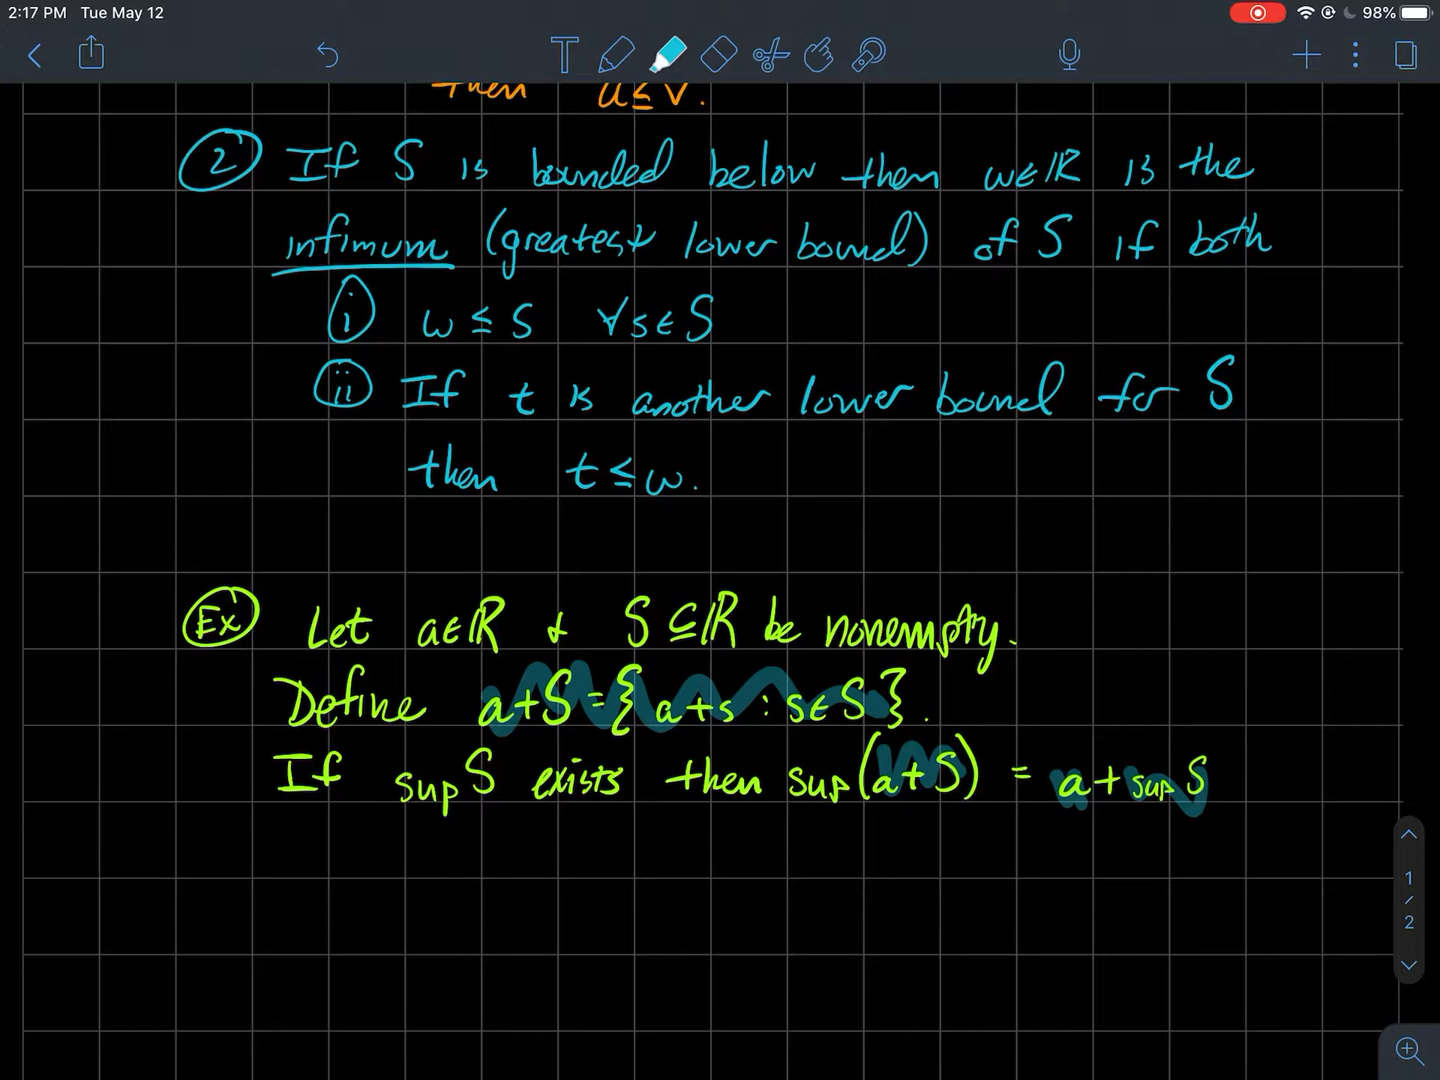 2:17 PM Tue May 12 98%
then u ≤ v.
② If S is bounded below then w∈ℝ is the
infimum (greatest lower bound) of S if both
ⓘ w ≤ s ∀s∈S
ⓘⓘ If t is another lower bound for S
then t ≤ w.
Ex Let a∈ℝ & S⊆ℝ be nonempty.
Define a+S={a+s : s∈S}.
If sup S exists then sup(a+S) = a+sup S
1
/
2